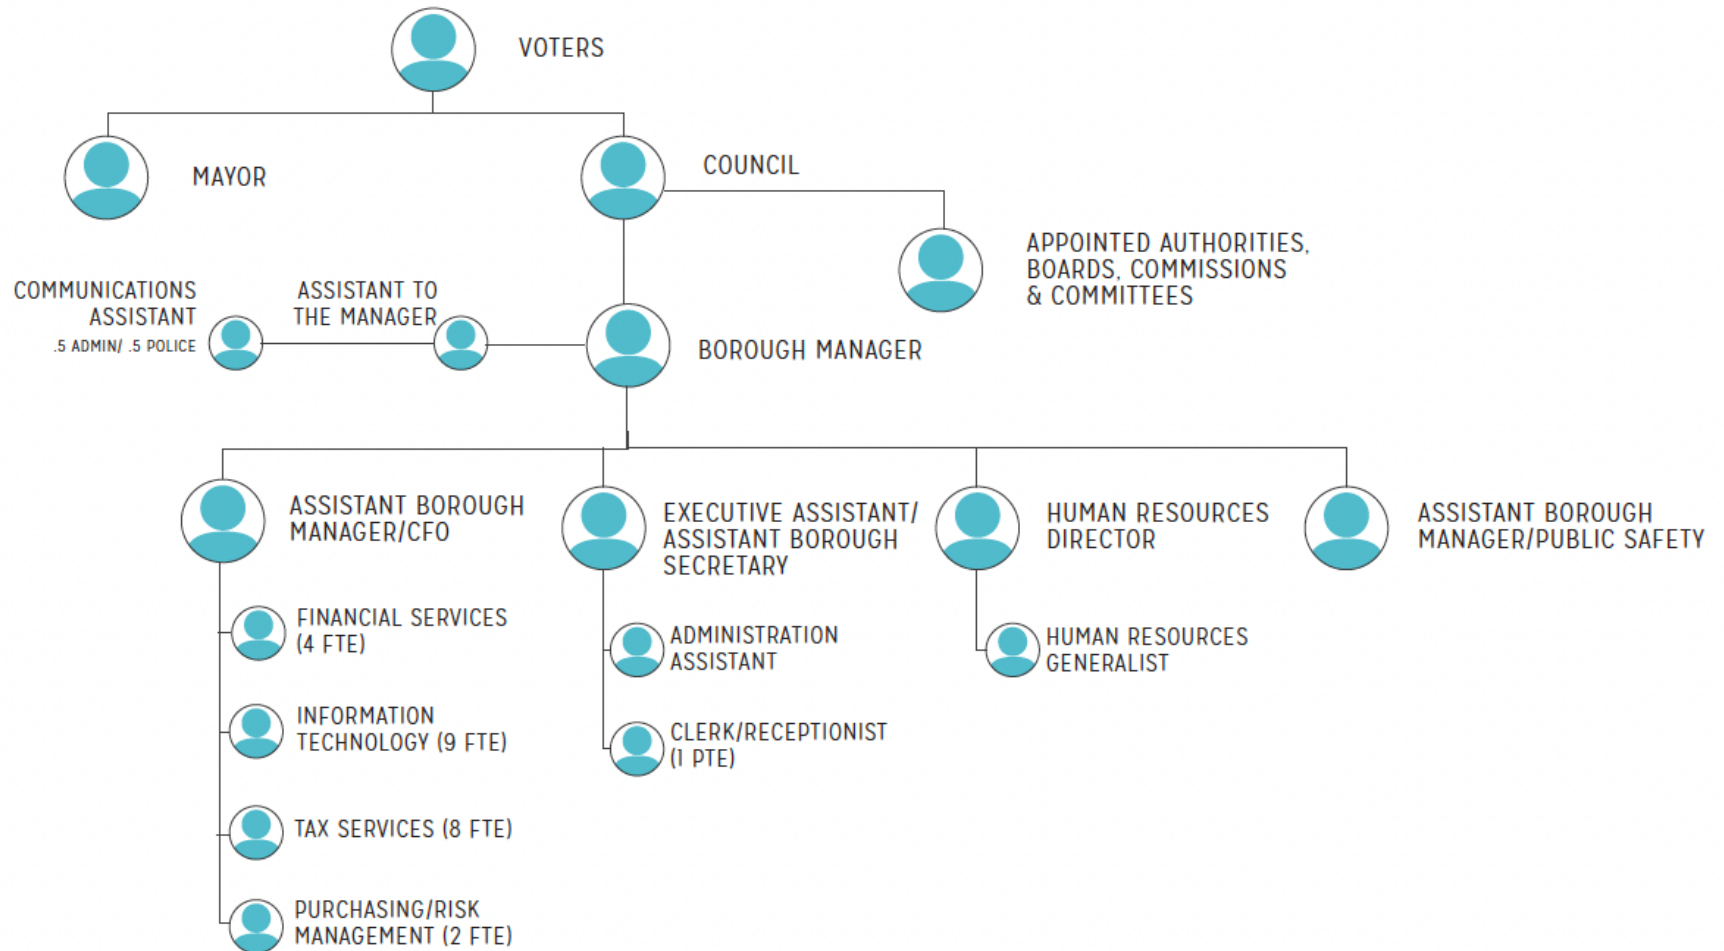 VOTERS
MAYOR
COUNCIL
APPOINTED AUTHORITIES,
BOARDS, COMMISSIONS
& COMMITTEES
COMMUNICATIONS
ASSISTANT
.5 ADMIN/ .5 POLICE
ASSISTANT TO
THE MANAGER
BOROUGH MANAGER
ASSISTANT BOROUGH
MANAGER/CFO
EXECUTIVE ASSISTANT/
ASSISTANT BOROUGH
SECRETARY
HUMAN RESOURCES
DIRECTOR
ASSISTANT BOROUGH
MANAGER/PUBLIC SAFETY
FINANCIAL SERVICES
(4 FTE)
INFORMATION
TECHNOLOGY (9 FTE)
TAX SERVICES (8 FTE)
PURCHASING/RISK
MANAGEMENT (2 FTE)
ADMINISTRATION
ASSISTANT
CLERK/RECEPTIONIST
(1 PTE)
HUMAN RESOURCES
GENERALIST